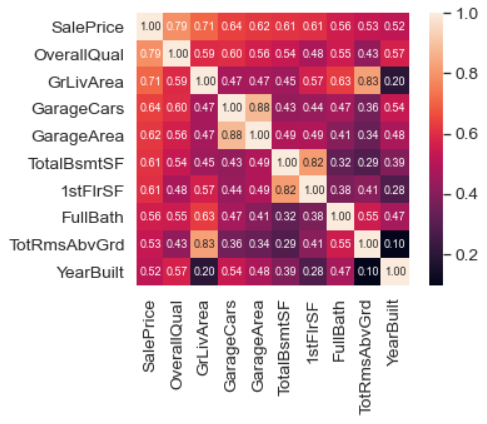 SalePrice 1.00 0.79 0.71 0.64 0.62 0.61 0.61 0.56 0.53 0.52
OverallQual 0.79 1.00 0.59 0.60 0.56 0.54 0.48 0.55 0.43 0.57
GrLivArea 0.71 0.59 1.00 0.47 0.47 0.45 0.57 0.63 0.83 0.20
GarageCars 0.64 0.60 0.47 1.00 0.88 0.43 0.44 0.47 0.36 0.54
GarageArea 0.62 0.56 0.47 0.88 1.00 0.49 0.49 0.41 0.34 0.48
TotalBsmtSF 0.61 0.54 0.45 0.43 0.49 1.00 0.82 0.32 0.29 0.39
1stFlrSF 0.61 0.48 0.57 0.44 0.49 0.82 1.00 0.38 0.41 0.28
FullBath 0.56 0.55 0.63 0.47 0.41 0.32 0.38 1.00 0.55 0.47
TotRmsAbvGrd 0.53 0.43 0.83 0.36 0.34 0.29 0.41 0.55 1.00 0.10
YearBuilt 0.52 0.57 0.20 0.54 0.48 0.39 0.28 0.47 0.10 1.00
SalePrice
OverallQual
GrLivArea
GarageCars
GarageArea
TotalBsmtSF
1stFlrSF
FullBath
TotRmsAbvGrd
YearBuilt
1.0
0.8
0.6
0.4
0.2